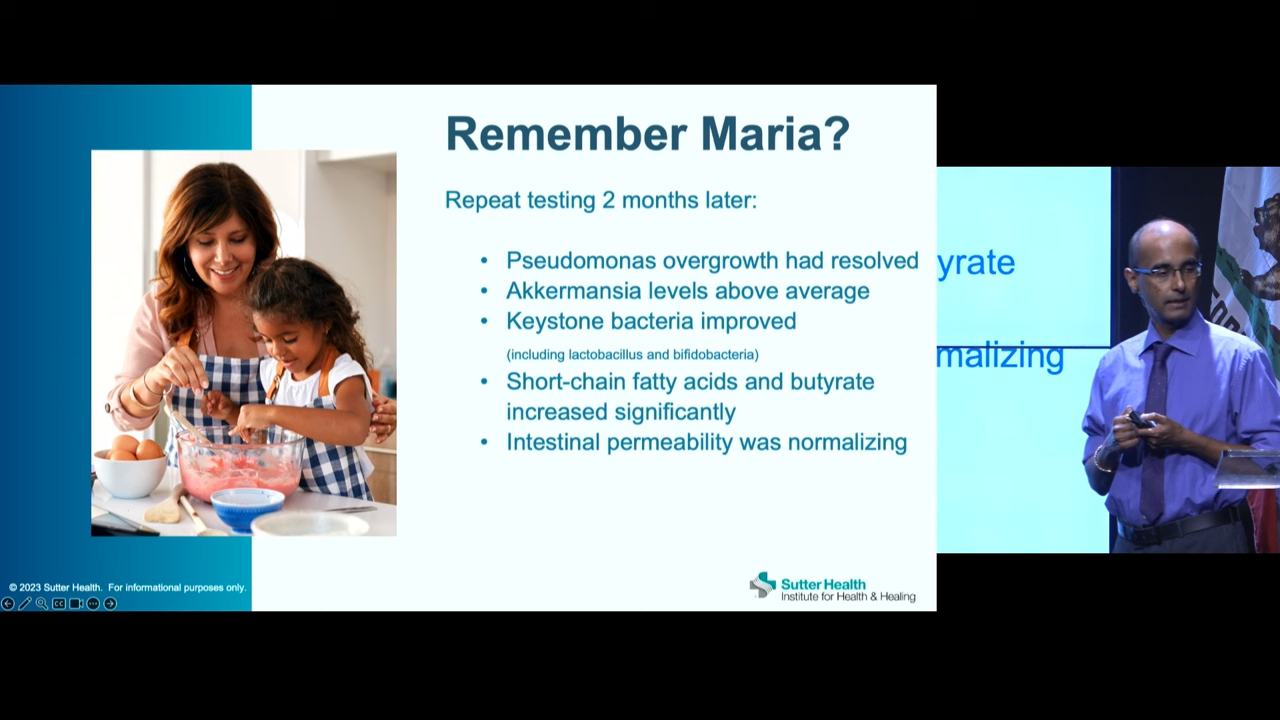 Remember Maria?
Repeat testing 2 months later:
• Pseudomonas overgrowth had resolved
• Akkermansia levels above average
• Keystone bacteria improved
(including lactobacillus and bifidobacteria)
• Short-chain fatty acids and butyrate
increased significantly
• Intestinal permeability was normalizing
yrate
malizing
© 2023 Sutter Health. For informational purposes only.
CC
Sutter Health
Institute for Health & Healing